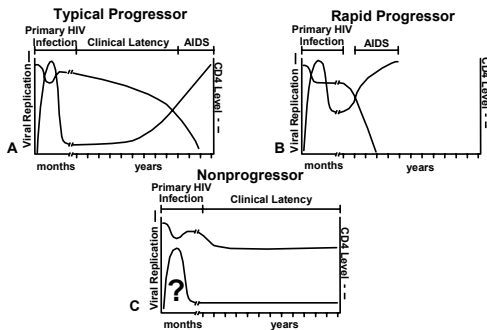 Typical Progressor
Primary HIV
Infection
Clinical Latency
AIDS
Viral Replication —
CD4 Level - –
A
months
years
Rapid Progressor
Primary HIV
Infection
AIDS
Viral Replication —
CD4 Level - –
B
months
years
Nonprogressor
Primary HIV
Infection
Clinical Latency
Viral Replication —
CD4 Level - –
?
C
months
years